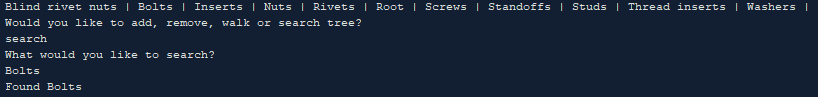 Blind rivet nuts | Bolts | Inserts | Nuts | Rivets | Root | Screws | Standoffs | Studs | Thread inserts | Washers |
Would you like to add, remove, walk or search tree?
search
What would you like to search?
Bolts
Found Bolts